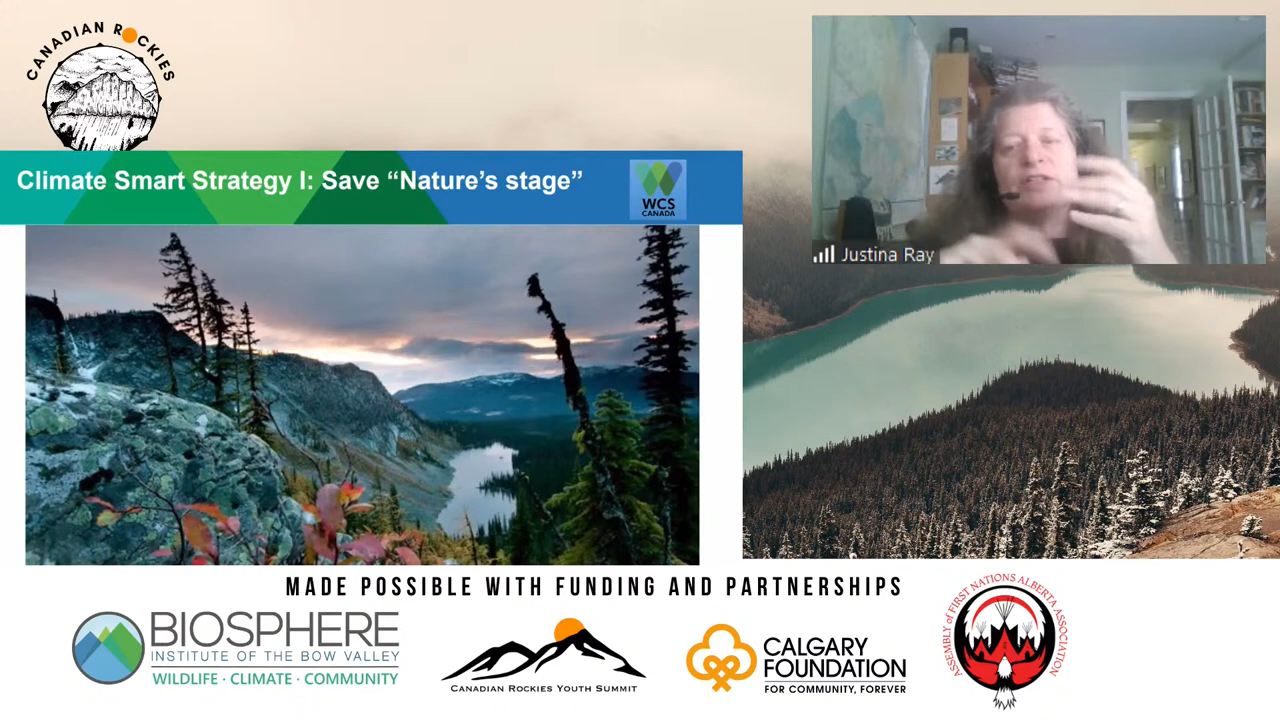 CANADIAN ROCKIES
Climate Smart Strategy I: Save “Nature’s stage”
WCS
CANADA
Justina Ray
MADE POSSIBLE WITH FUNDING AND PARTNERSHIPS
BIOSPHERE
INSTITUTE OF THE BOW VALLEY
WILDLIFE · CLIMATE · COMMUNITY
CANADIAN ROCKIES YOUTH SUMMIT
CALGARY
FOUNDATION
FOR COMMUNITY, FOREVER
ASSEMBLY of FIRST NATIONS ALBERTA ASSOCIATION